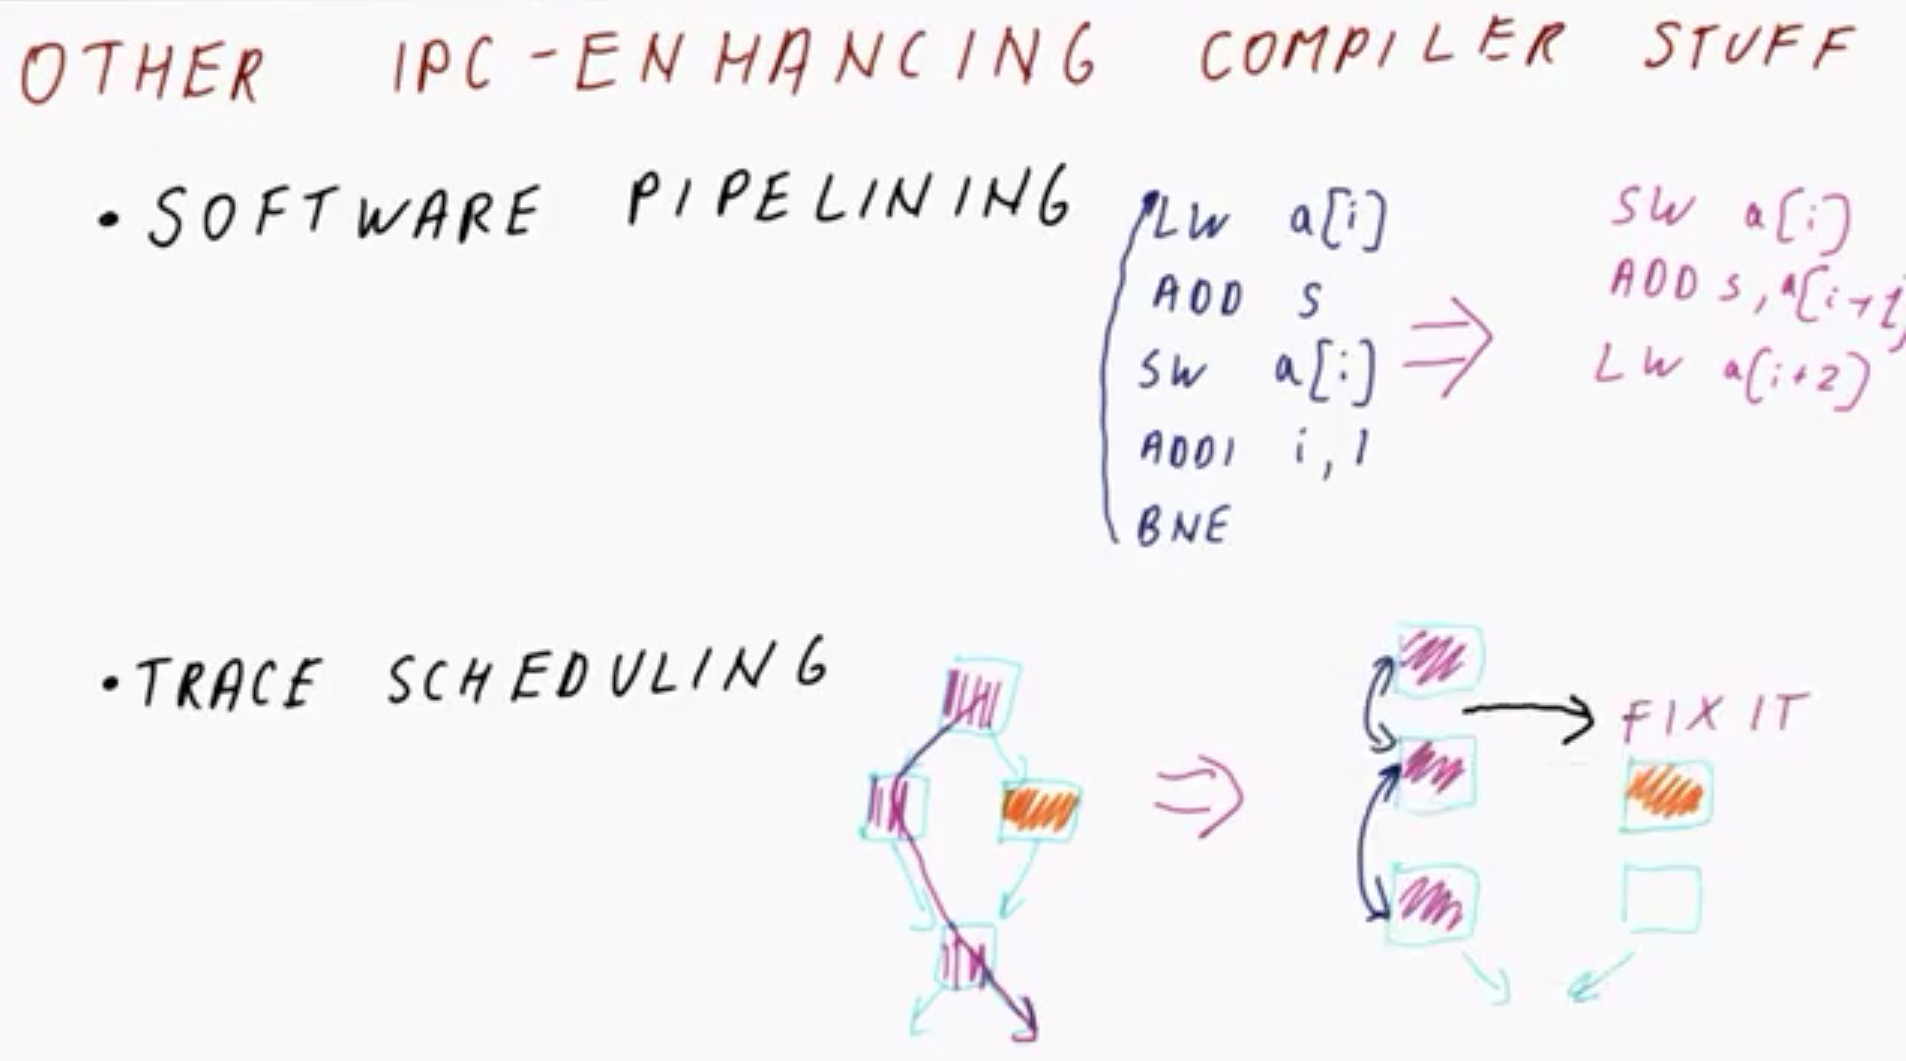 OTHER IPC-ENHANCING COMPILER STUFF
• SOFTWARE PIPELINING
LW a[i]
ADD S
SW a[i]
ADDI i, 1
BNE
SW a[i]
ADD s, a[i+1]
LW a[i+2]
• TRACE SCHEDULING
FIX IT